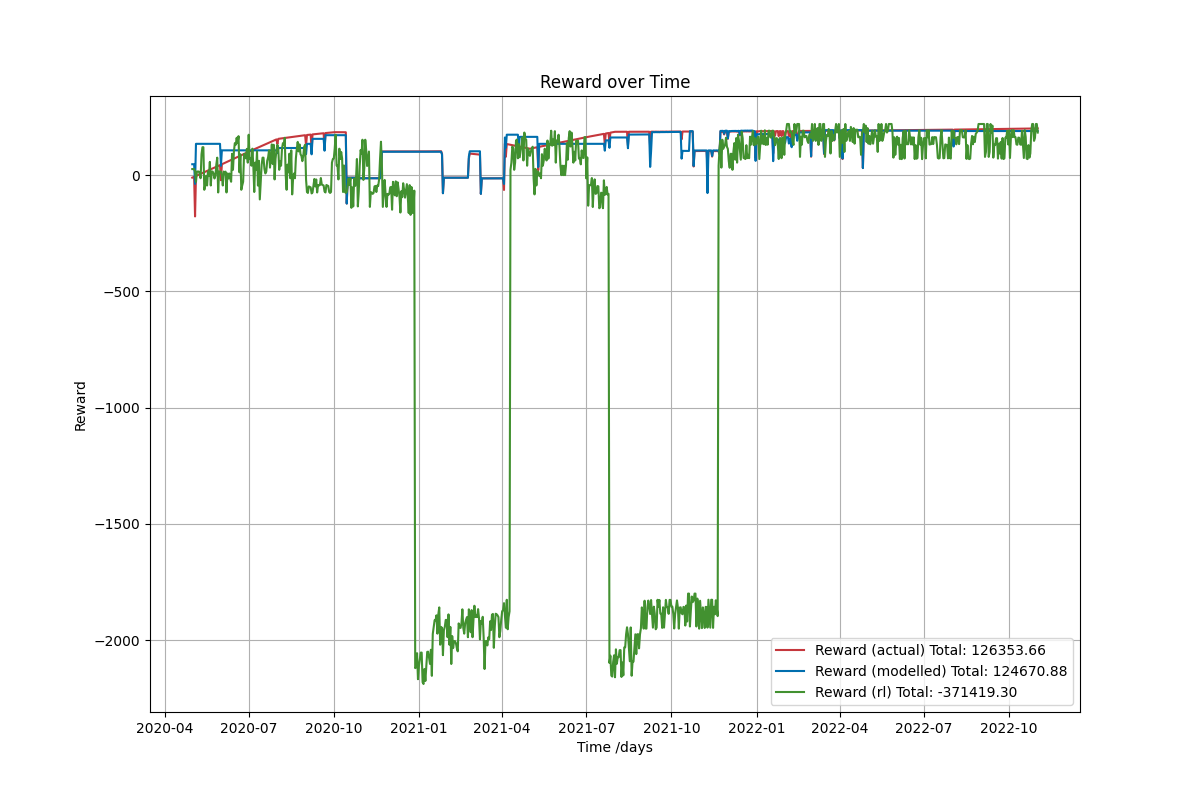 Reward over Time
0
−500
−1000
−1500
−2000
Reward
2020-04
2020-07
2020-10
2021-01
2021-04
2021-07
2021-10
2022-01
2022-04
2022-07
2022-10
Time /days
Reward (actual) Total: 126353.66
Reward (modelled) Total: 124670.88
Reward (rl) Total: -371419.30